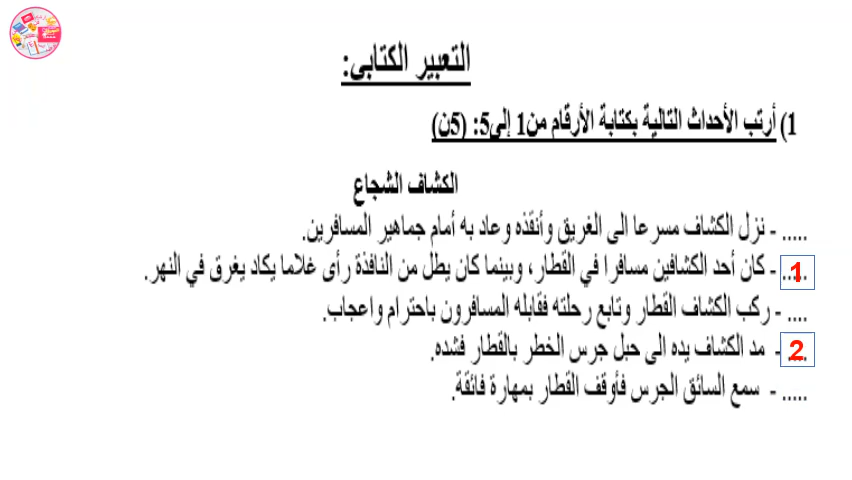 التعبير الكتابي:
1) أرتب الأحداث التالية بكتابة الأرقام من1 إلى5: (5ن)
الكشاف الشجاع
..... - نزل الكشاف مسرعا الى الغريق وأنقذه وعاد به أمام جماهير المسافرين.
1 - كان أحد الكشافين مسافرا في القطار، وبينما كان يطل من النافذة رأى غلاما يكاد يغرق في النهر.
.... - ركب الكشاف القطار وتابع رحلته فقابله المسافرون باحترام واعجاب.
2 - مد الكشاف يده الى حبل جرس الخطر بالقطار فشده.
..... - سمع السائق الجرس فأوقف القطار بمهارة فائقة.